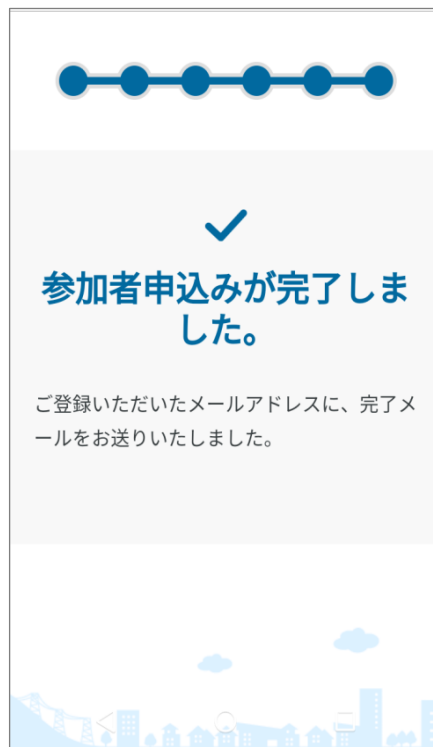 参加者申込みが完了しま
した。
ご登録いただいたメールアドレスに、完了メ
ールをお送りいたしました。